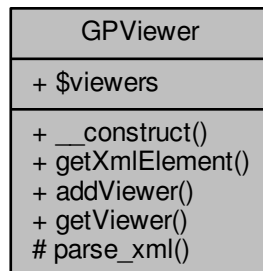 GPViewer
+ $viewers
+ __construct()
+ getXmlElement()
+ addViewer()
+ getViewer()
# parse_xml()